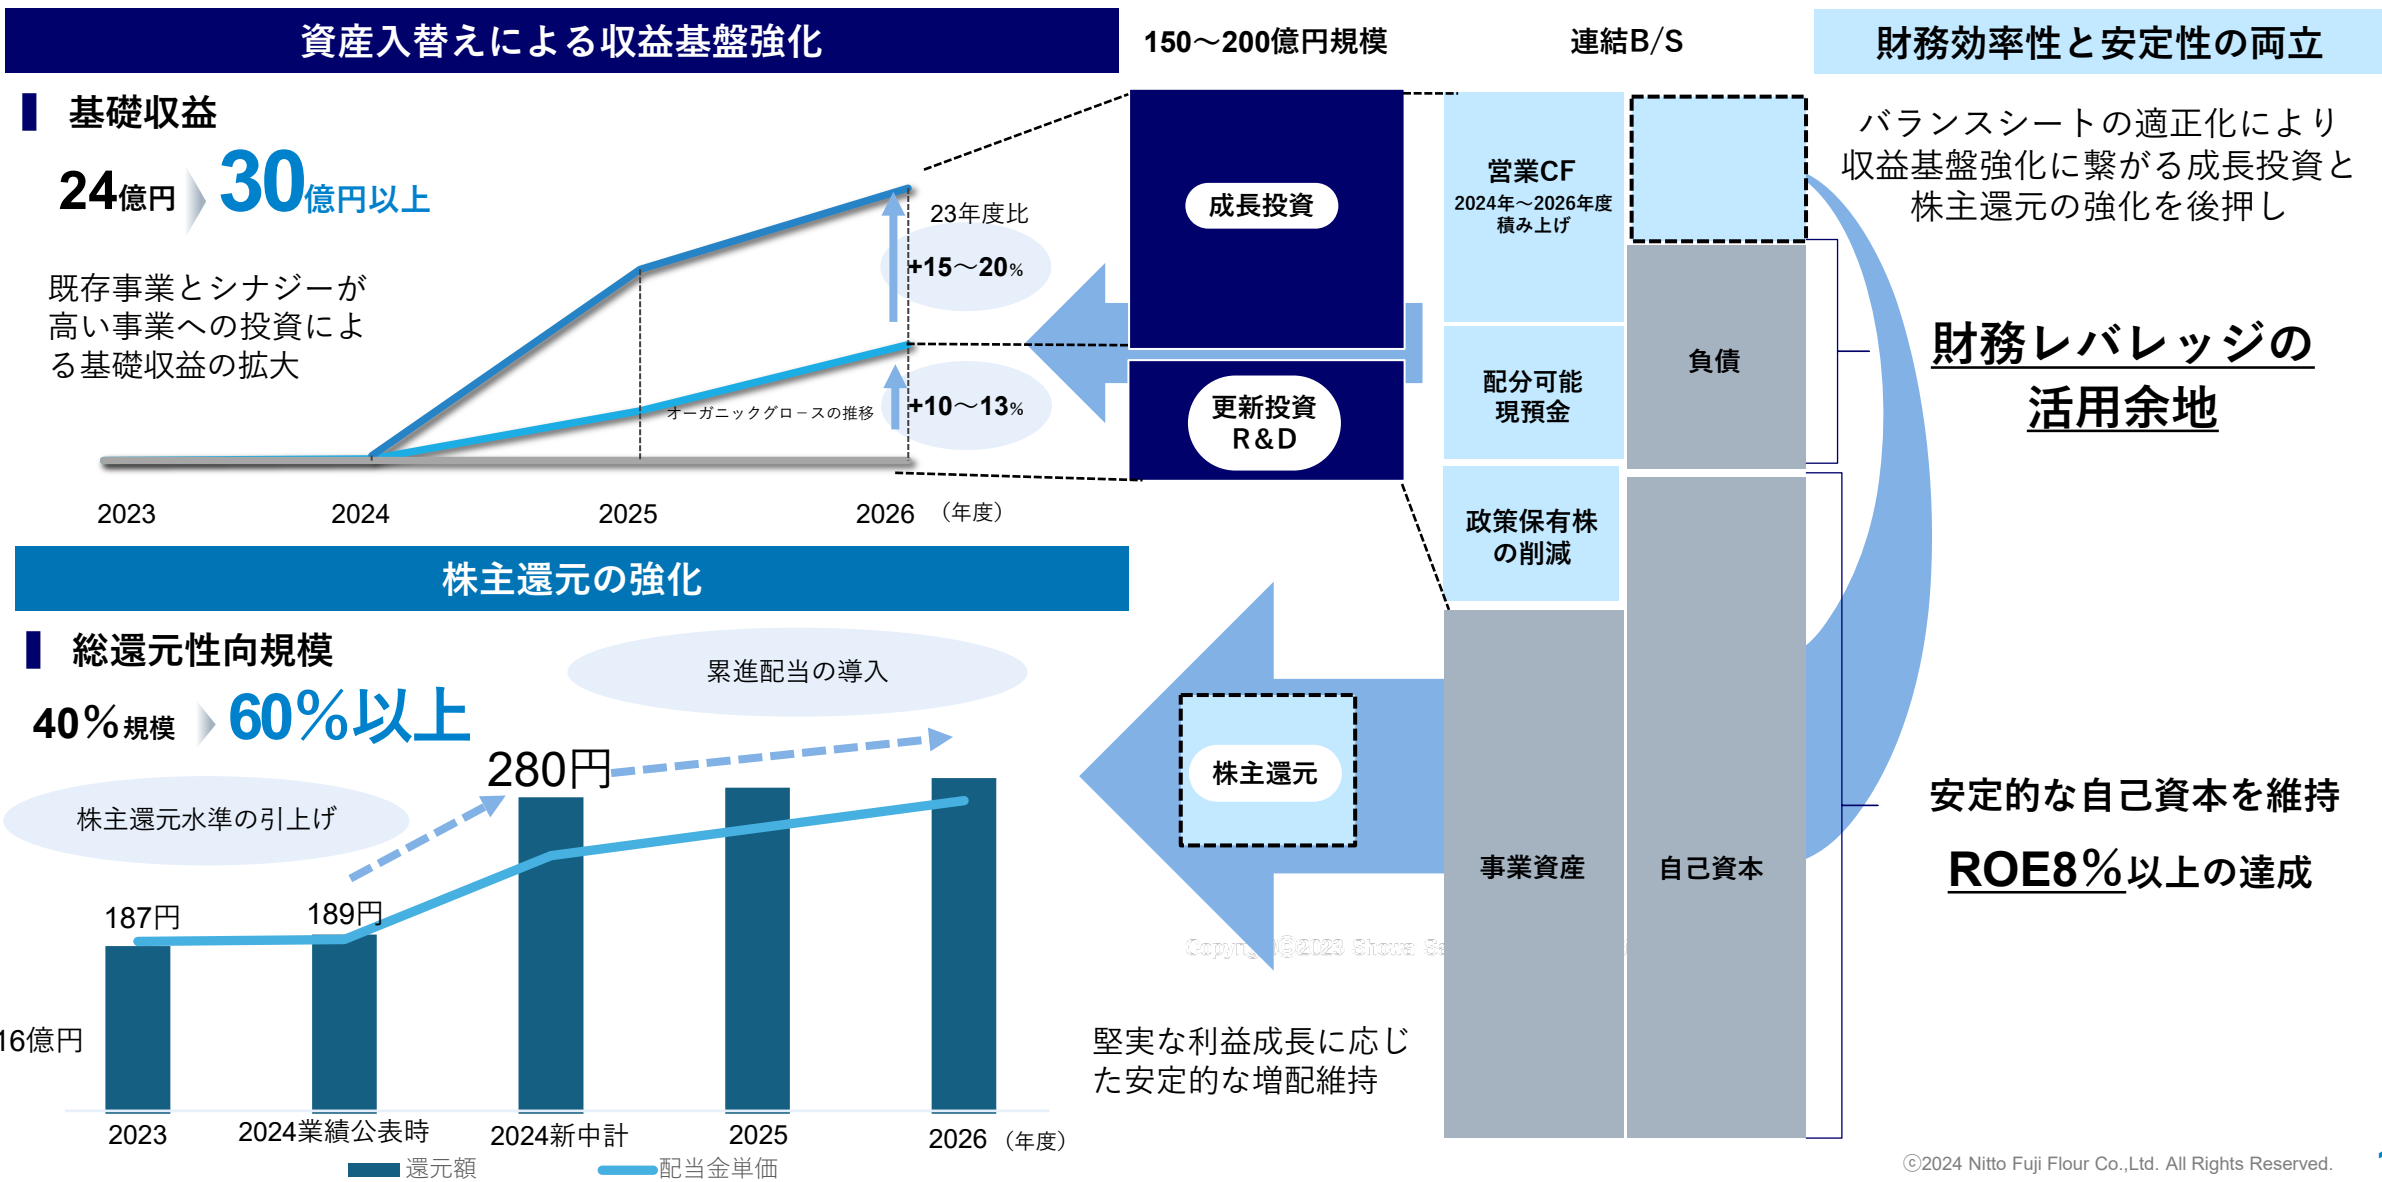 資産入替えによる収益基盤強化
150～200億円規模
連結B/S
財務効率性と安定性の両立
基礎収益
24億円
30億円以上
既存事業とシナジーが
高い事業への投資によ
る基礎収益の拡大
23年度比
+15～20%
+10～13%
オーガニックグロースの推移
2023
2024
2025
2026
（年度）
成長投資
更新投資
R&D
営業CF
2024年～2026年度
積み上げ
配分可能
現預金
政策保有株
の削減
事業資産
負債
自己資本
バランスシートの適正化により
収益基盤強化に繋がる成長投資と
株主還元の強化を後押し
財務レバレッジの
活用余地
安定的な自己資本を維持
ROE8%以上の達成
株主還元の強化
総還元性向規模
40%規模
60%以上
累進配当の導入
株主還元水準の引上げ
280円
187円
189円
16億円
2023
2024業績公表時
2024新中計
2025
2026
（年度）
還元額
配当金単価
株主還元
堅実な利益成長に応じ
た安定的な増配維持
ⓒ2024 Nitto Fuji Flour Co.,Ltd. All Rights Reserved.